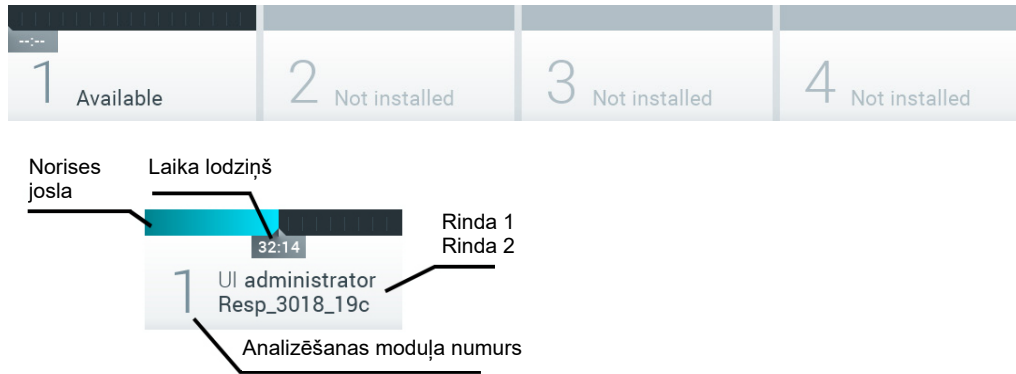 --:--
1 Available
2 Not installed
3 Not installed
4 Not installed
Norises
josla
Laika lodziņš
Rinda 1
Rinda 2
32:14
1 UI administrator
Resp_3018_19c
Analizēšanas moduļa numurs